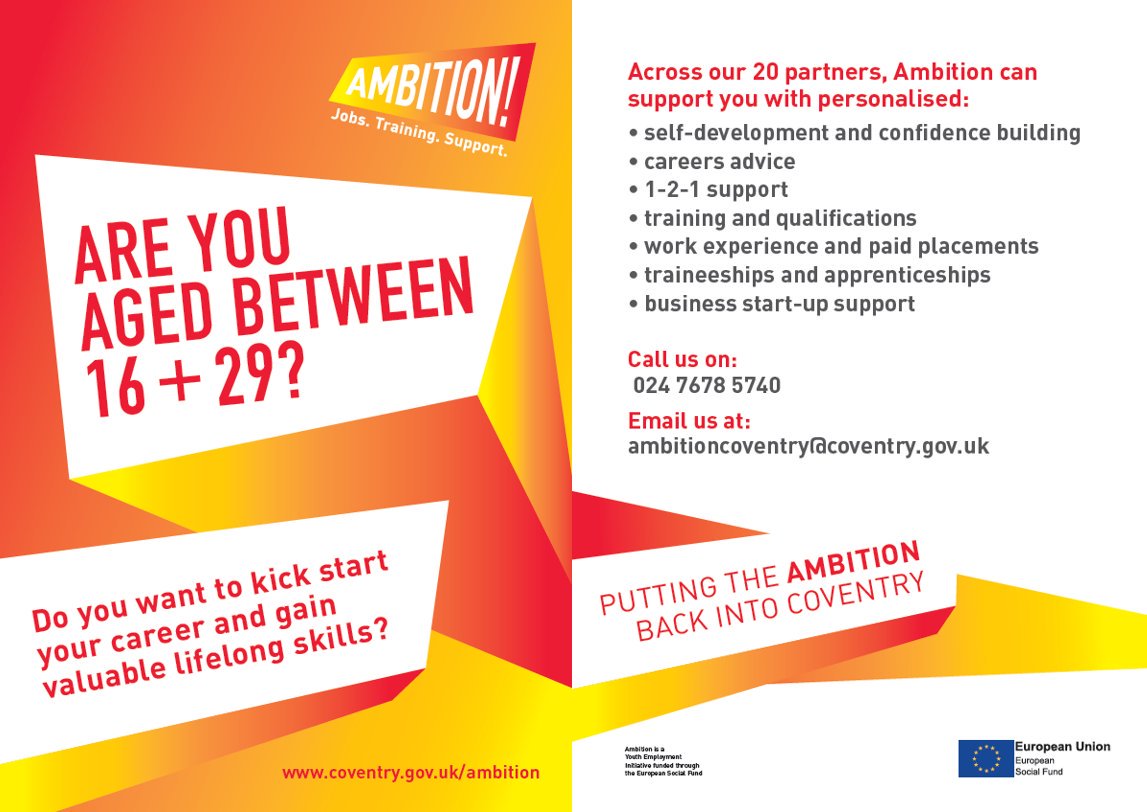 AMBITION!
Jobs. Training. Support.
ARE YOU
AGED BETWEEN
16 + 29?
Do you want to kick start
your career and gain
valuable lifelong skills?
www.coventry.gov.uk/ambition
Across our 20 partners, Ambition can
support you with personalised:
• self-development and confidence building
• careers advice
• 1-2-1 support
• training and qualifications
• work experience and paid placements
• traineeships and apprenticeships
• business start-up support
Call us on:
024 7678 5740
Email us at:
ambitioncoventry@coventry.gov.uk
PUTTING THE AMBITION
BACK INTO COVENTRY
Ambition is a
Youth Employment
Initiative funded through
the European Social Fund
European Union
European
Social Fund